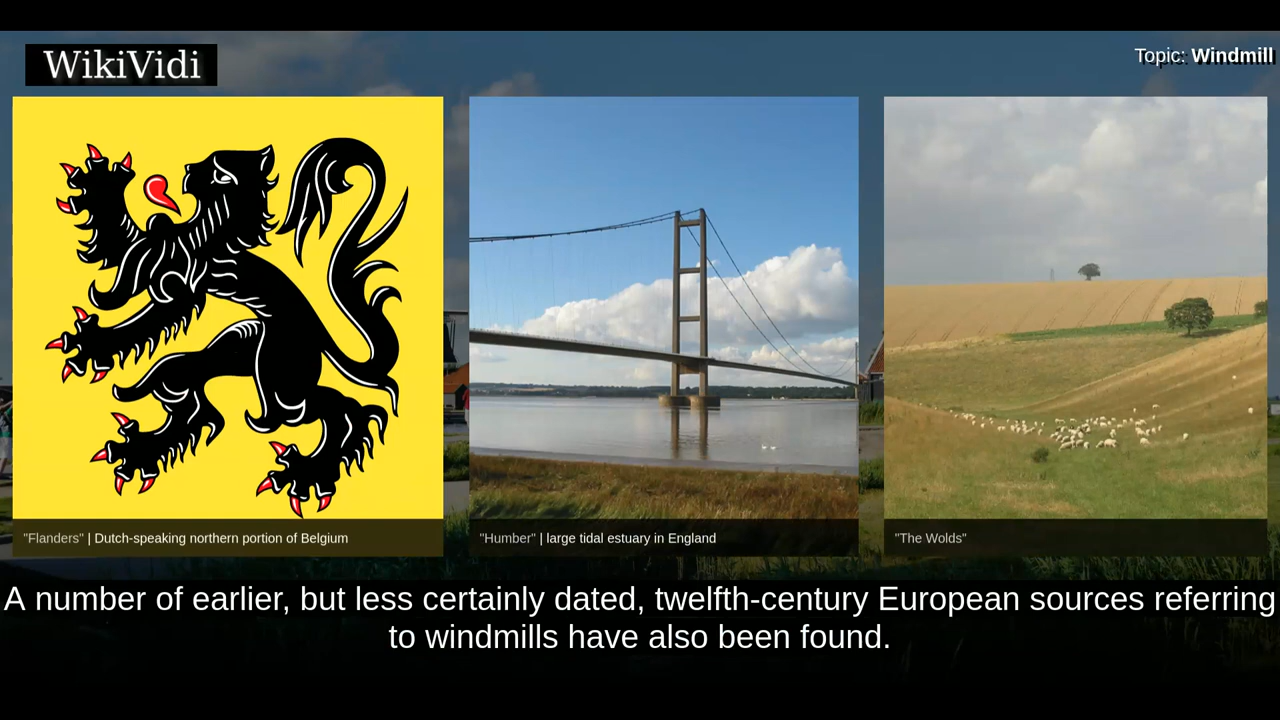 WikiVidi
Topic: Windmill
"Flanders" | Dutch-speaking northern portion of Belgium
"Humber" | large tidal estuary in England
"The Wolds"
A number of earlier, but less certainly dated, twelfth-century European sources referring
to windmills have also been found.